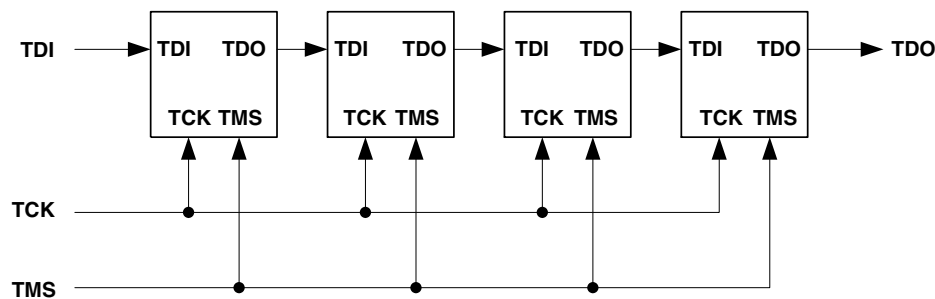 TDI TDI TDO TDI TDO TDI TDO TDI TDO TDO
TCK TMS TCK TMS TCK TMS TCK TMS
TCK
TMS